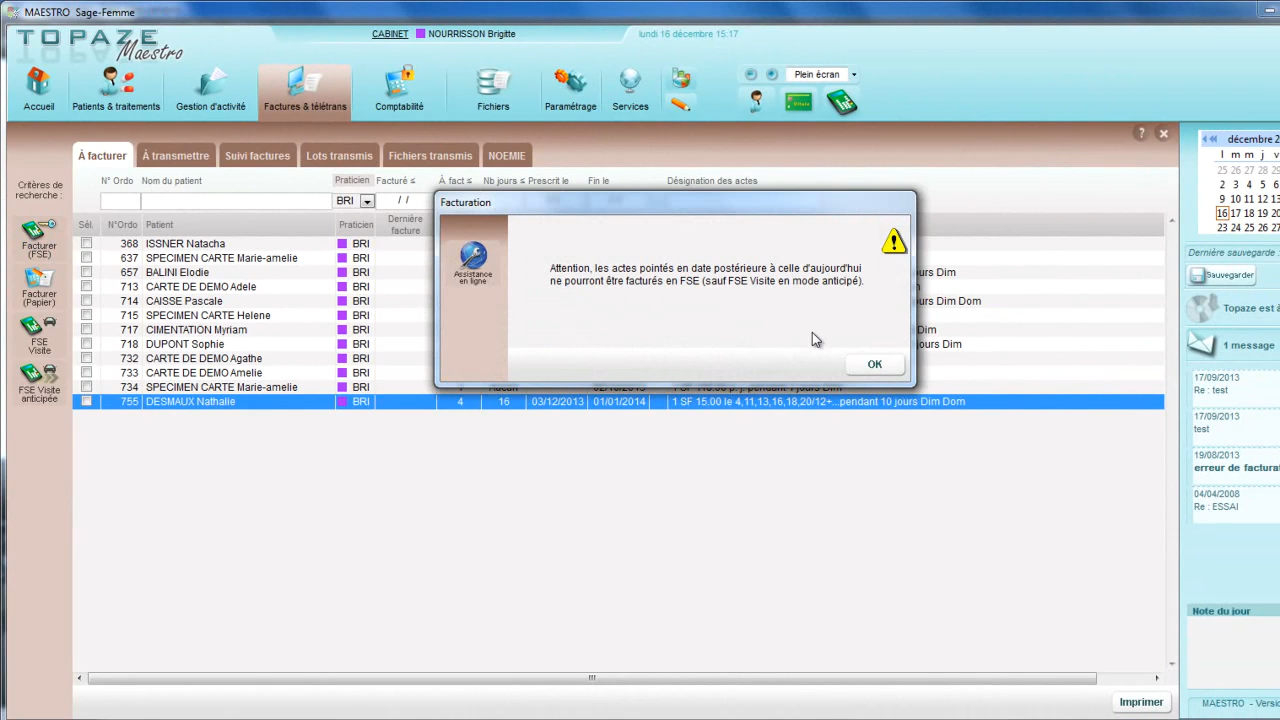 MAESTRO Sage-Femme
TOPAZE
Maestro
CABINET NOURRISSON Brigitte
lundi 16 décembre 15:17
Accueil
Patients & traitements
Gestion d'activité
Factures & télétrans
Comptabilité
Fichiers
Paramétrage
Services
Plein écran
À facturer
À transmettre
Suivi factures
Lots transmis
Fichiers transmis
NOEMIE
?
Critères de
recherche :
N° Ordo Nom du patient Praticien Facturé ≤ À fact ≤ Nb jours ≤ Prescrit le Fin le Désignation des actes
BRI / /
Sél. N°Ordo Patient Praticien Dernière
facture
368 ISSNER Natacha BRI
637 SPECIMEN CARTE Marie-amelie BRI
657 BALINI Elodie BRI jours Dim
713 CARTE DE DEMO Adele BRI
714 CAISSE Pascale BRI jours Dim Dom
715 SPECIMEN CARTE Helene BRI
717 CIMENTATION Myriam BRI Dim
718 DUPONT Sophie BRI jours Dim
732 CARTE DE DEMO Agathe BRI
733 CARTE DE DEMO Amelie BRI
734 SPECIMEN CARTE Marie-amelie BRI
755 DESMAUX Nathalie BRI 4 16 03/12/2013 01/01/2014 1 SF 15.00 le 4,11,13,16,18,20/12+...pendant 10 jours Dim Dom
Facturer
(FSE)
Facturer
(Papier)
FSE
Visite
FSE Visite
anticipée
Facturation
Assistance
en ligne
Attention, les actes pointés en date postérieure à celle d'aujourd'hui
ne pourront être facturés en FSE (sauf FSE Visite en mode anticipé).
OK
Imprimer
décembre 2
l m m j v
25 26 27 28 29
2 3 4 5 6
9 10 11 12 13
16 17 18 19 20
23 24 25 26 27
Dernière sauvegarde :
Sauvegarder
Topaze est à
1 message
17/09/2013
Re : test
17/09/2013
test
19/08/2013
erreur de factura
04/04/2008
Re : ESSAI
Note du jour
MAESTRO - Versio